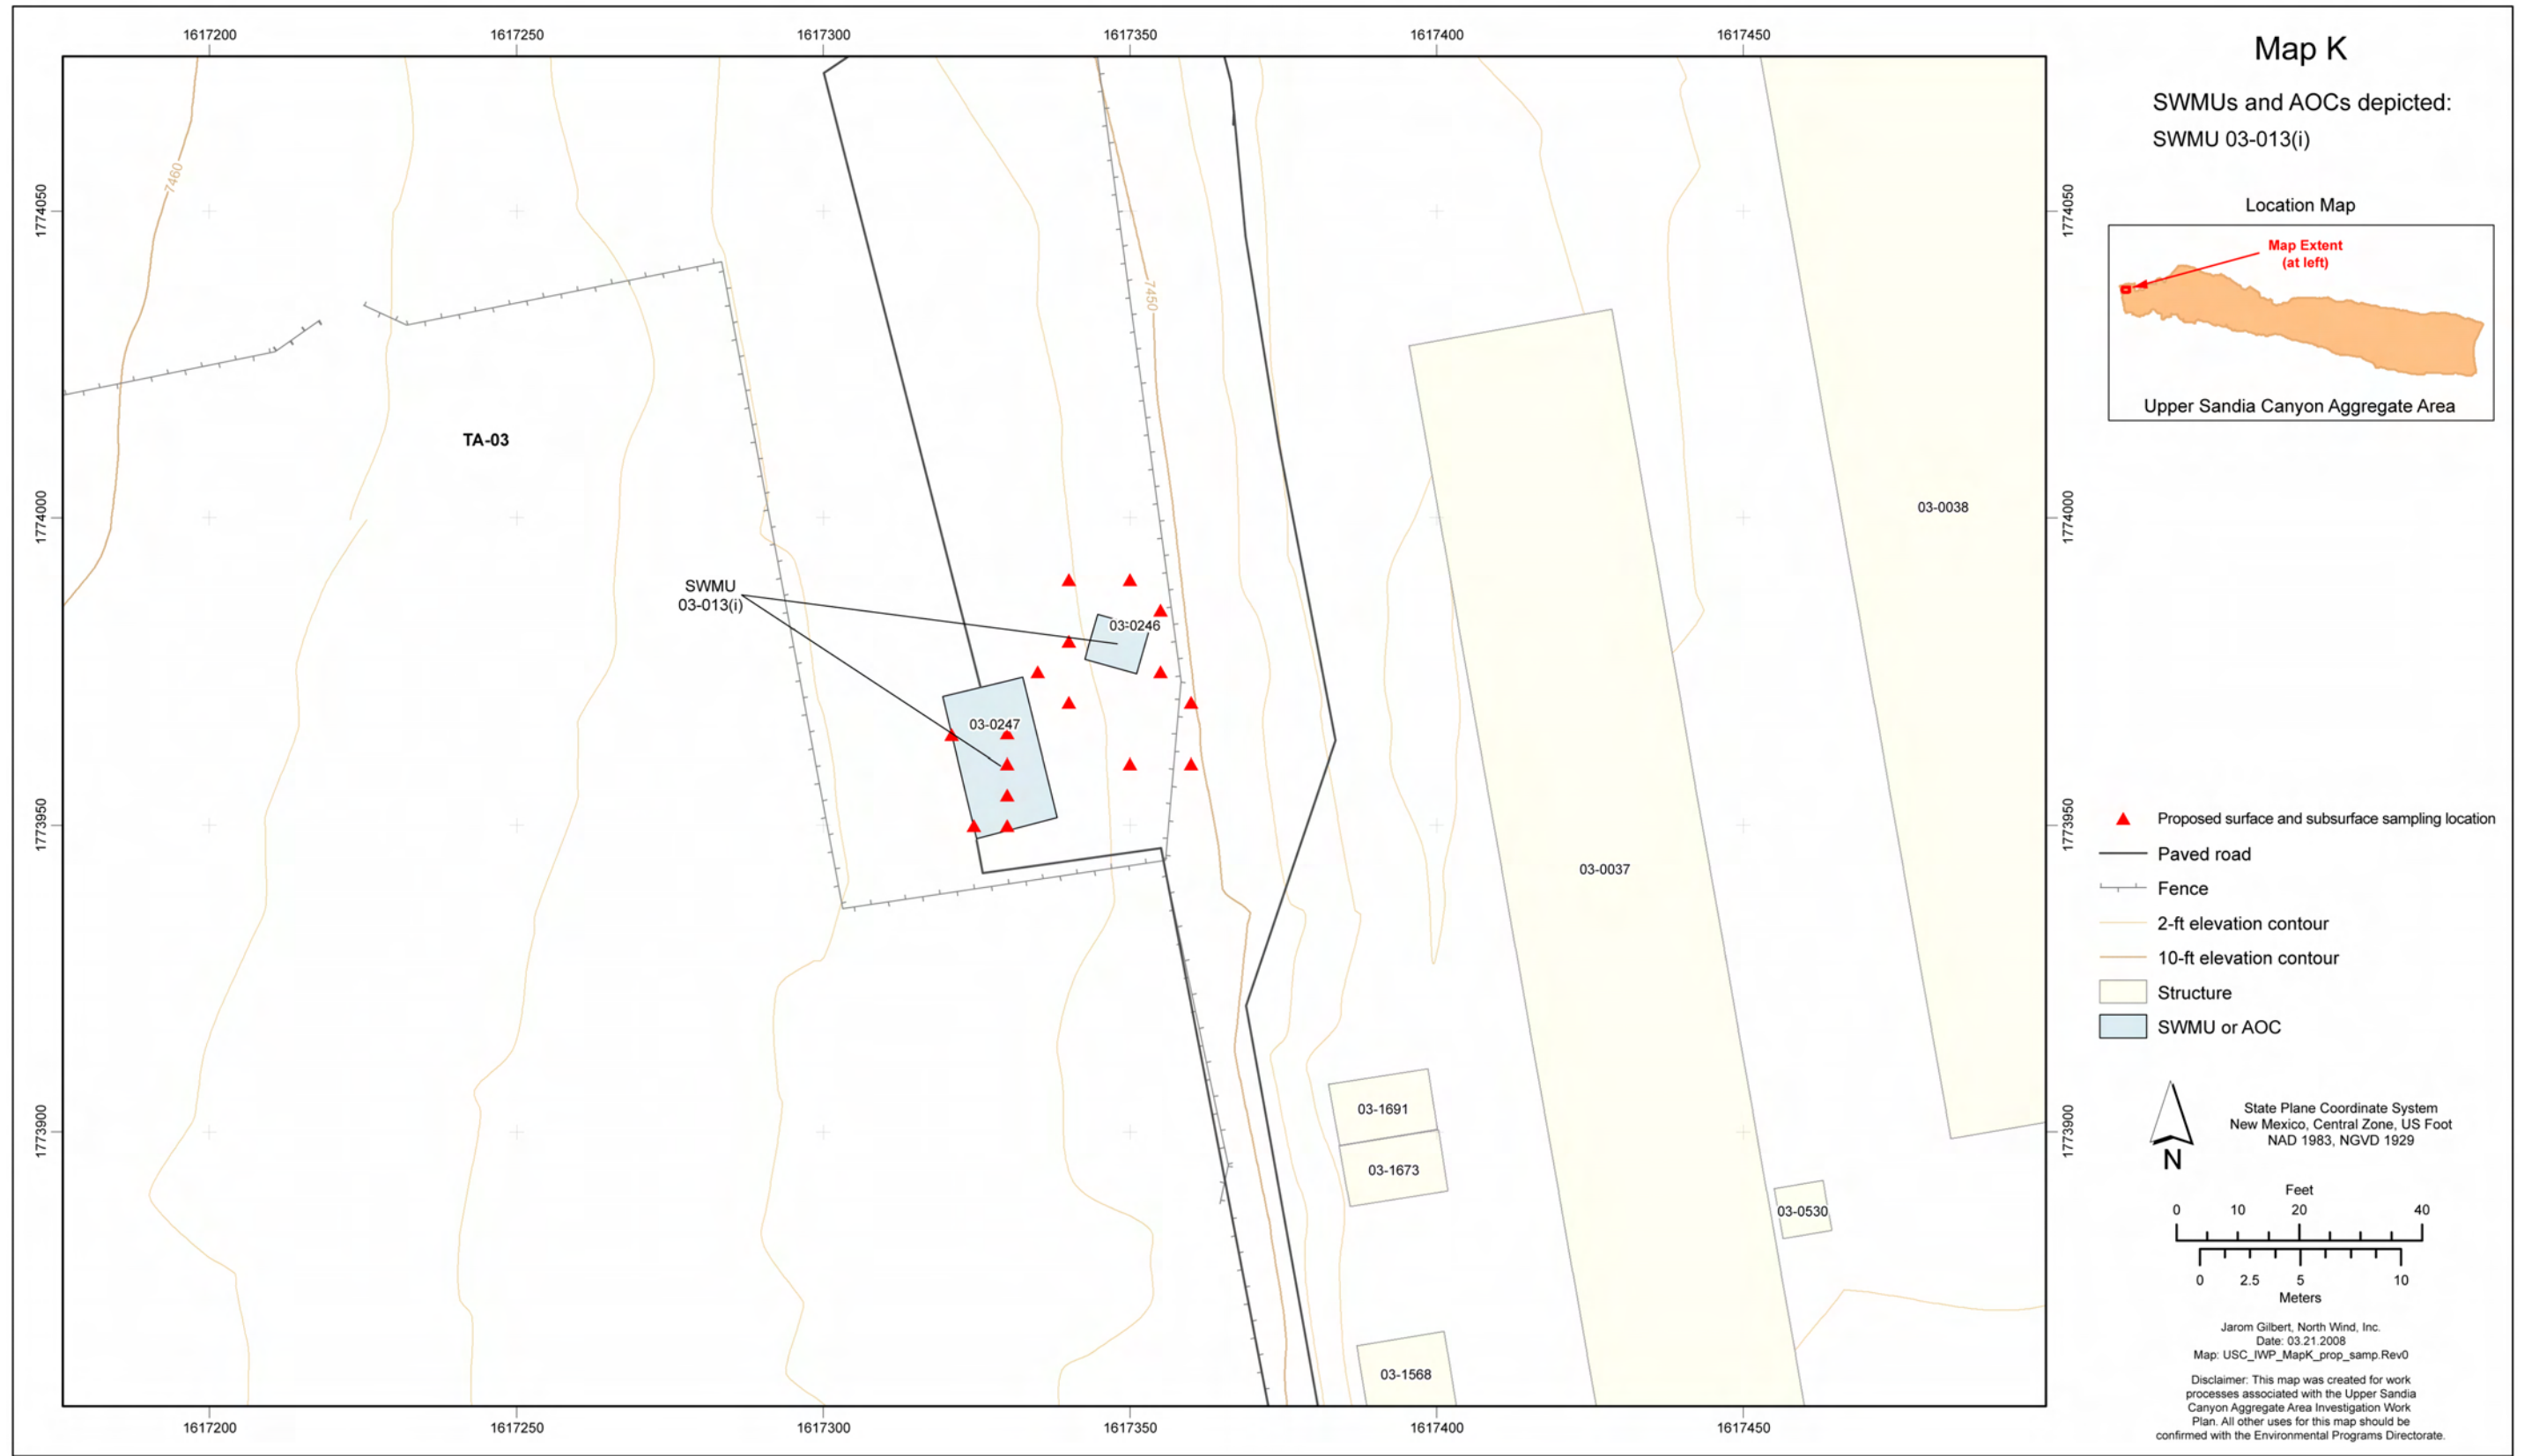 1617200
1617250
1617300
1617350
1617400
1617450
Map K
SWMUs and AOCs depicted:
SWMU 03-013(i)
Location Map
Map Extent
(at left)
Upper Sandia Canyon Aggregate Area
7460
1774050
1774050
7450
TA-03
1774000
1774000
03-0038
SWMU
03-013(i)
03-0246
03-0247
1773950
1773950
03-0037
Proposed surface and subsurface sampling location
Paved road
Fence
2-ft elevation contour
10-ft elevation contour
Structure
SWMU or AOC
1773900
1773900
03-1691
03-1673
03-0530
03-1568
N
State Plane Coordinate System
New Mexico, Central Zone, US Foot
NAD 1983, NGVD 1929
Feet
0 10 20 40
0 2.5 5 10
Meters
Jarom Gilbert, North Wind, Inc.
Date: 03.21.2008
Map: USC_IWP_MapK_prop_samp.Rev0
Disclaimer: This map was created for work
processes associated with the Upper Sandia
Canyon Aggregate Area Investigation Work
Plan. All other uses for this map should be
confirmed with the Environmental Programs Directorate.
1617200
1617250
1617300
1617350
1617400
1617450